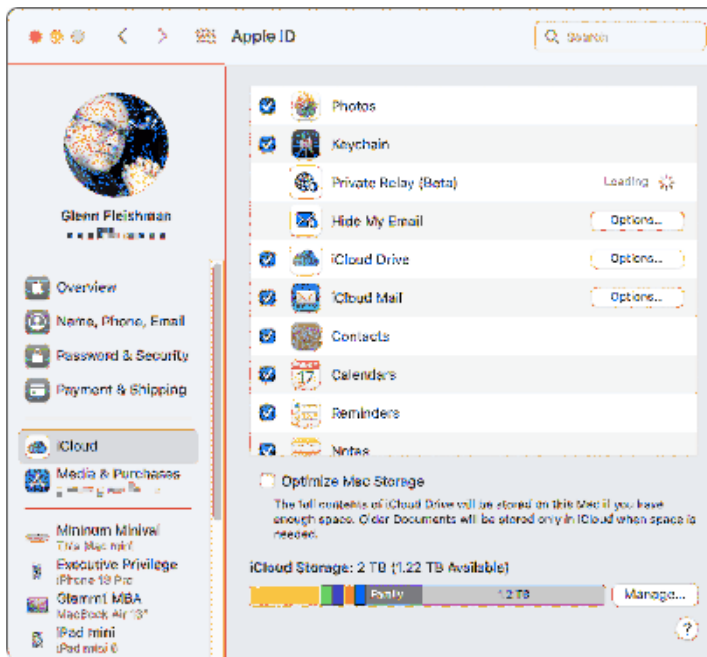 Apple ID
Search
Glenn Fleishman
Overview
Name, Phone, Email
Password & Security
Payment & Shipping
iCloud
Media & Purchases
Minimum Minivai
This Mac mini
Executive Privilege
iPhone 13 Pro
Glemmt MBA
MacBook Air 13"
iPad mini
iPad mini 6
Photos
Keychain
Private Relay (Beta)
Loading
Hide My Email
Options...
iCloud Drive
Options...
iCloud Mail
Options...
Contacts
17
Calendars
Reminders
Notes
Optimize Mac Storage
The full contents of iCloud Drive will be stored on this Mac if you have
enough space. Older Documents will be stored only in iCloud when space is
needed.
iCloud Storage: 2 TB (1.22 TB Available)
Family
1.2 TB
Manage...
?